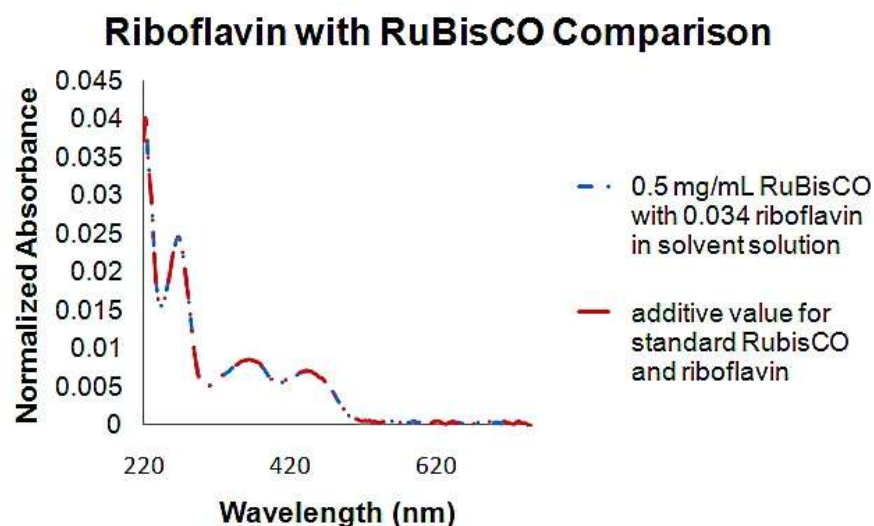 Riboflavin with RuBisCO Comparison
Normalized Absorbance
0.045
0.04
0.035
0.03
0.025
0.02
0.015
0.01
0.005
0
220
420
620
Wavelength (nm)
0.5 mg/mL RuBisCO
with 0.034 riboflavin
in solvent solution
additive value for
standard RubisCO
and riboflavin